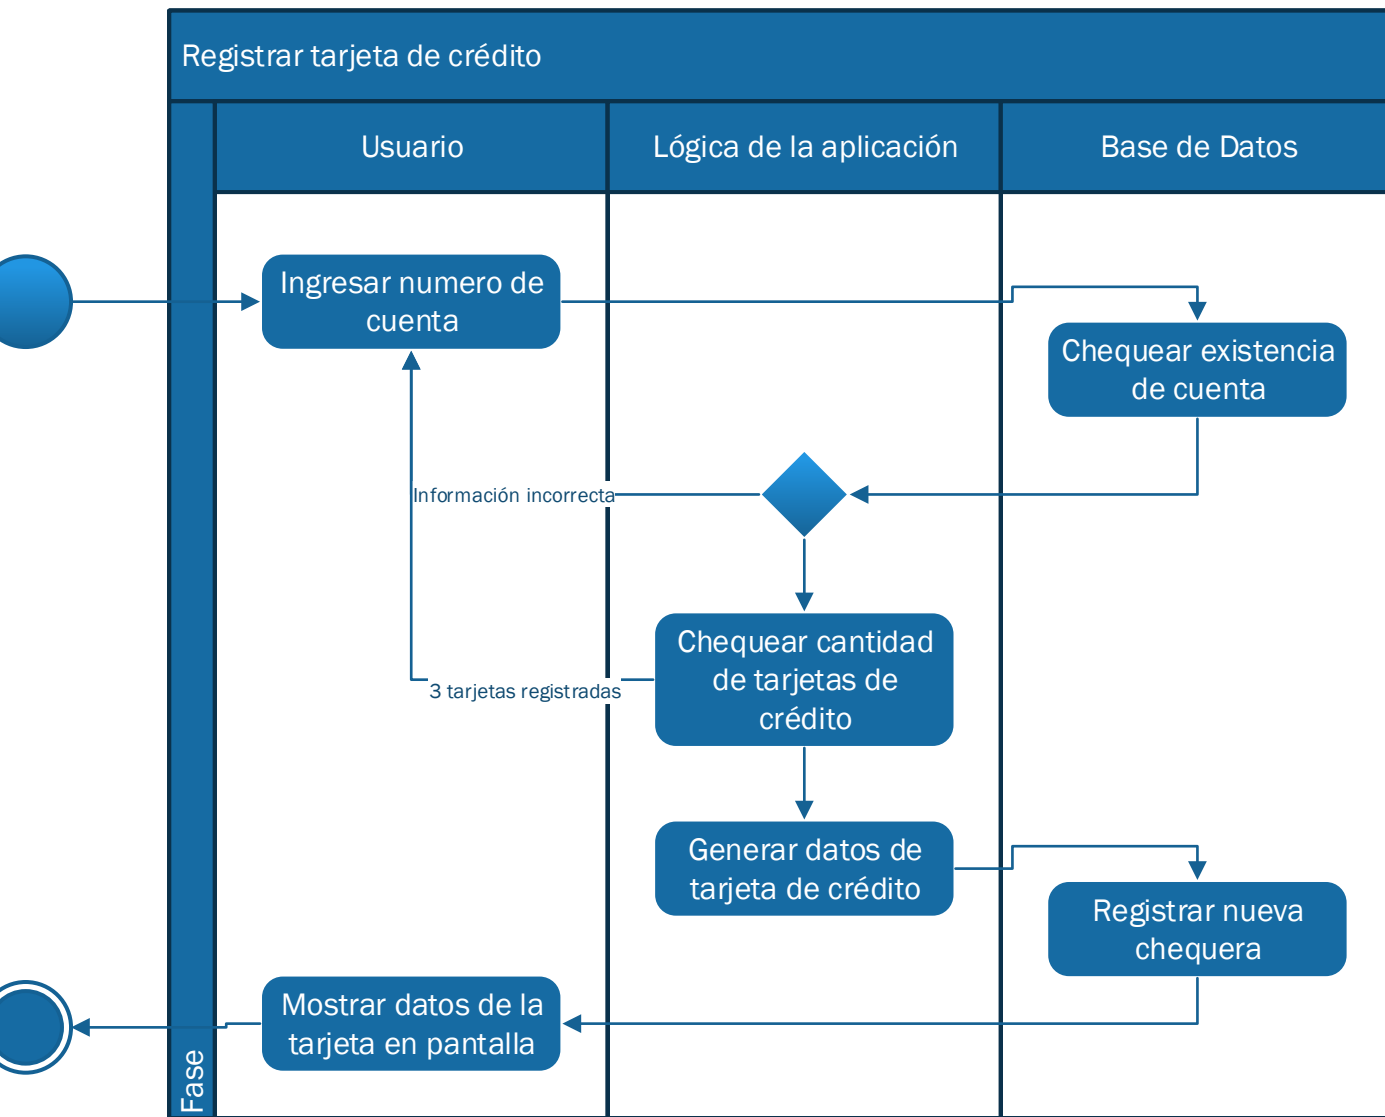 Registrar tarjeta de crédito
Usuario
Lógica de la aplicación
Base de Datos
Ingresar numero de
cuenta
Chequear existencia
de cuenta
Información incorrecta
Chequear cantidad
de tarjetas de
crédito
3 tarjetas registradas
Generar datos de
tarjeta de crédito
Registrar nueva
chequera
Mostrar datos de la
tarjeta en pantalla
Fase